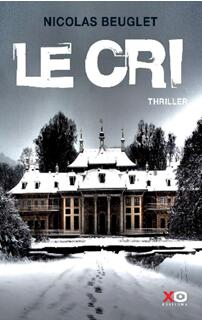 NICOLAS BEUGLET
LE CRI
THRILLER
XO
ÉDITIONS